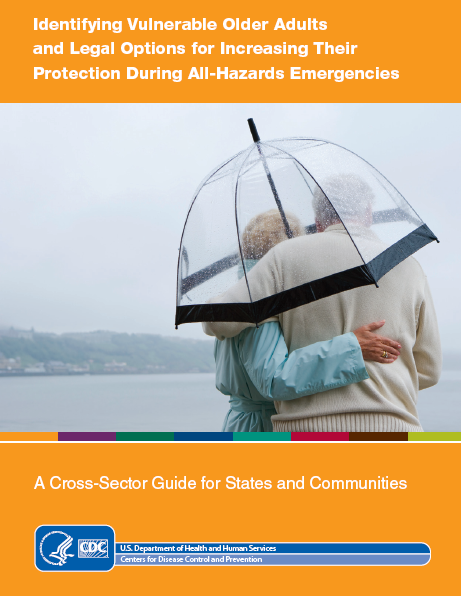 Identifying Vulnerable Older Adults
and Legal Options for Increasing Their
Protection During All-Hazards Emergencies
A Cross-Sector Guide for States and Communities
CDC
U.S. Department of Health and Human Services
Centers for Disease Control and Prevention